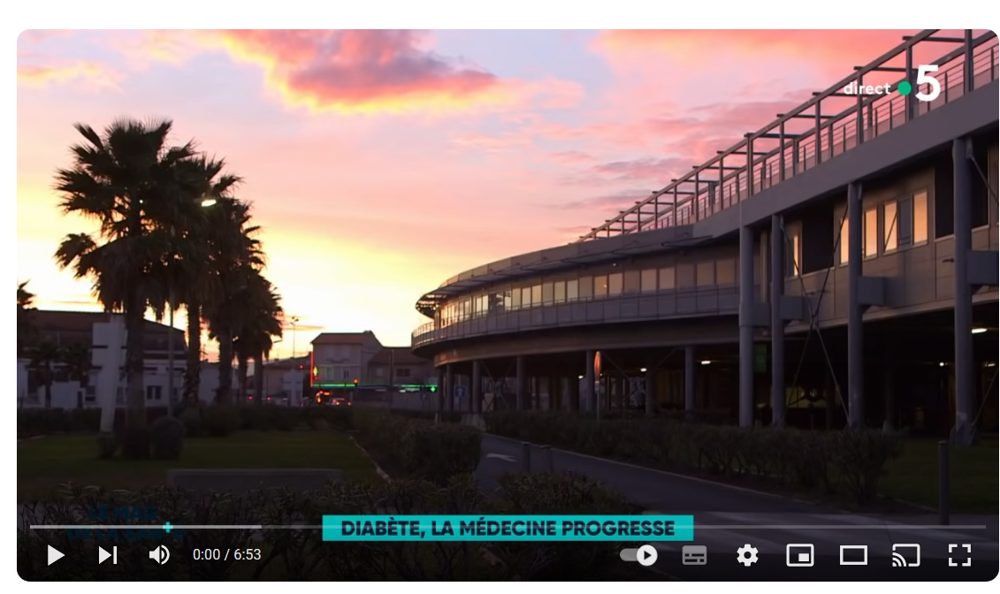 direct 5
DIABÈTE, LA MÉDECINE PROGRESSE
0:00 / 6:53